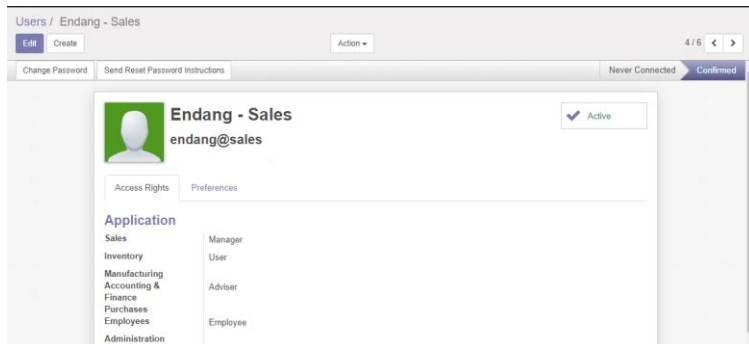 Users / Endang - Sales
Edit Create Action 4 / 6
Change Password Send Reset Password Instructions Never Connected Confirmed
Endang - Sales
Active
endang@sales
Access Rights Preferences
Application
Sales Manager
Inventory User
Manufacturing
Accounting & Finance Adviser
Purchases
Employees Employee
Administration